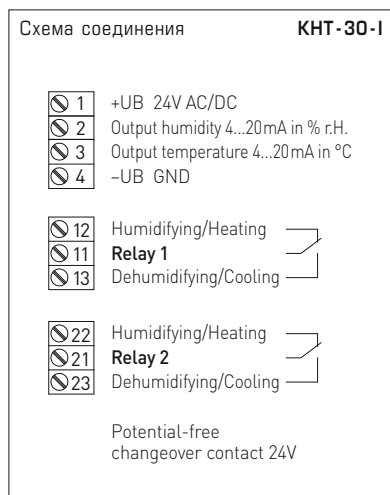 Схема соединения KHT-30-I
1 +UB 24V AC/DC
2 Output humidity 4...20mA in % r.H.
3 Output temperature 4...20mA in °C
4 –UB GND
12 Humidifying/Heating
11 Relay 1
13 Dehumidifying/Cooling
22 Humidifying/Heating
21 Relay 2
23 Dehumidifying/Cooling
Potential-free
changeover contact 24V